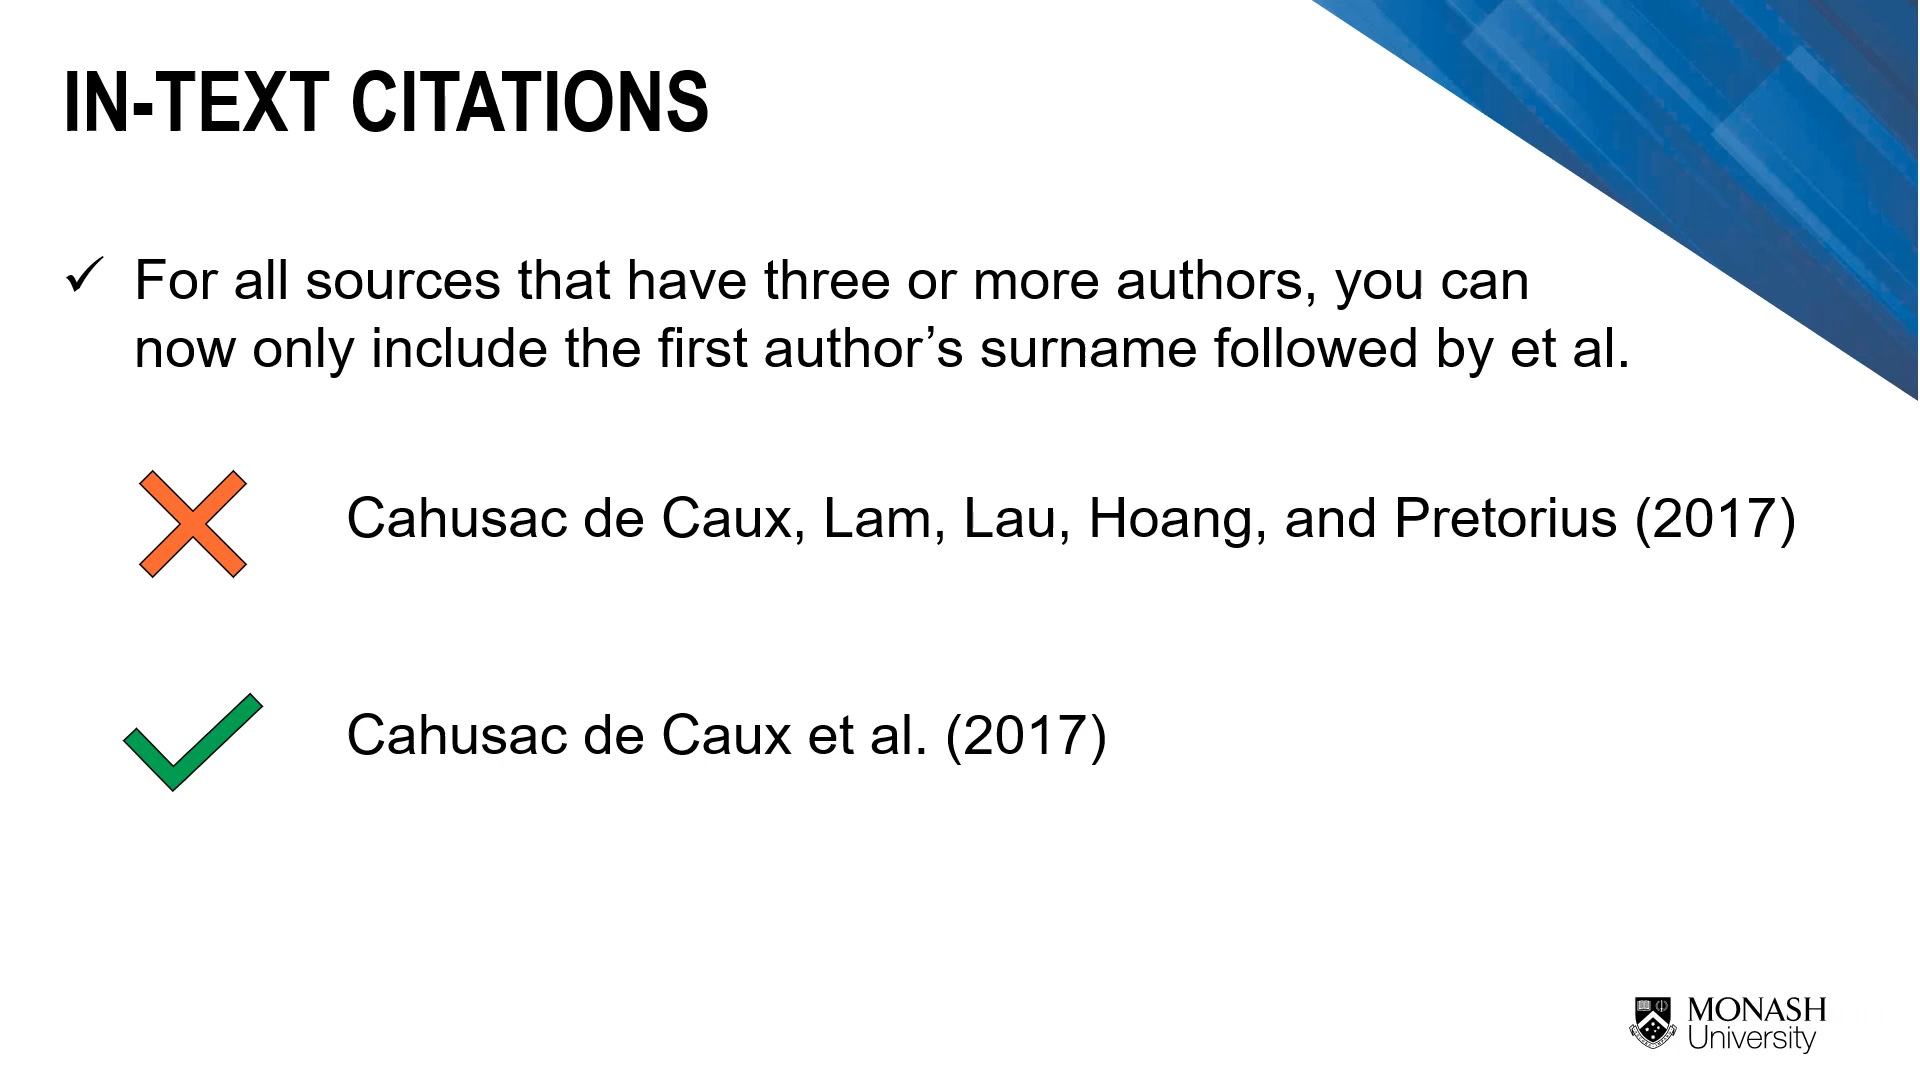 IN-TEXT CITATIONS
For all sources that have three or more authors, you can
now only include the first author’s surname followed by et al.
Cahusac de Caux, Lam, Lau, Hoang, and Pretorius (2017)
Cahusac de Caux et al. (2017)
MONASH
University